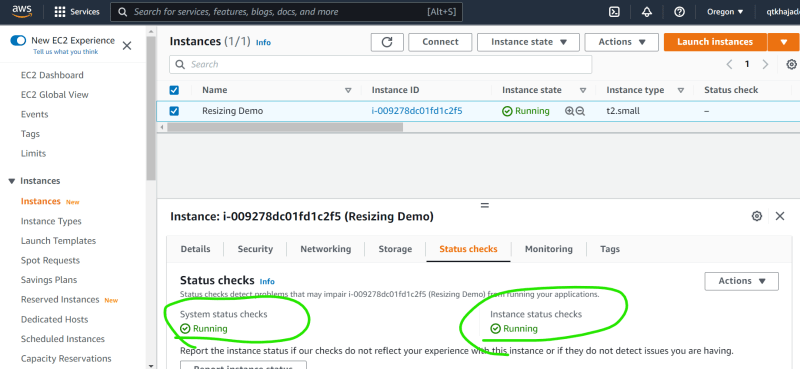 aws
Services
Search for services, features, blogs, docs, and more
[Alt+S]
Oregon
qtkhajad
New EC2 Experience
Tell us what you think
EC2 Dashboard
EC2 Global View
Events
Tags
Limits
Instances
Instances New
Instance Types
Launch Templates
Spot Requests
Savings Plans
Reserved Instances New
Dedicated Hosts
Scheduled Instances
Capacity Reservations
Instances (1/1) Info
Connect
Instance state
Actions
Launch instances
Search
1
Name Instance ID Instance state Instance type Status check
Resizing Demo i-009278dc01fd1c2f5 Running t2.small –
Instance: i-009278dc01fd1c2f5 (Resizing Demo)
Details Security Networking Storage Status checks Monitoring Tags
Status checks Info
Actions
Status checks detect problems that may impair i-009278dc01fd1c2f5 (Resizing Demo) from running your applications.
System status checks Instance status checks
Running Running
Report the instance status if our checks do not reflect your experience with this instance or if they do not detect issues you are having.
Report instance status